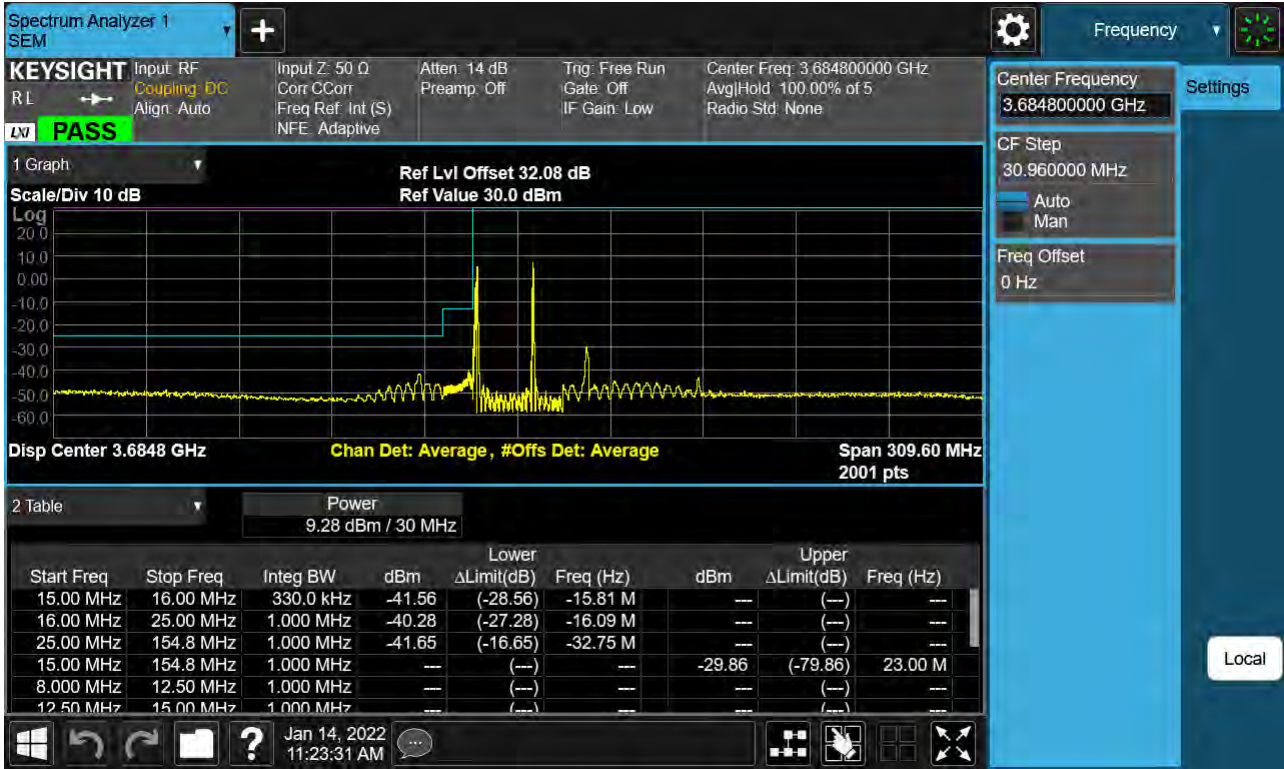 Spectrum Analyzer 1
SEM
+
Frequency
KEYSIGHT
R L
LXI
PASS
Input: RF
Coupling: DC
Align: Auto
Input Z: 50 Ω
Corr CCorr
Freq Ref: Int (S)
NFE: Adaptive
Atten: 14 dB
Preamp: Off
Trig: Free Run
Gate: Off
IF Gain: Low
Center Freq: 3.684800000 GHz
Avg|Hold: 100.00% of 5
Radio Std: None
Center Frequency
3.684800000 GHz
Settings
CF Step
30.960000 MHz
Auto
Man
Freq Offset
0 Hz
Local
1 Graph
Scale/Div 10 dB
Ref Lvl Offset 32.08 dB
Ref Value 30.0 dBm
Log
20.0
10.0
0.00
-10.0
-20.0
-30.0
-40.0
-50.0
-60.0
Disp Center 3.6848 GHz
Chan Det: Average, #Offs Det: Average
Span 309.60 MHz
2001 pts
2 Table
Power
9.28 dBm / 30 MHz
Lower Upper
Start Freq Stop Freq Integ BW dBm ΔLimit(dB) Freq (Hz) dBm ΔLimit(dB) Freq (Hz)
15.00 MHz 16.00 MHz 330.0 kHz -41.56 (-28.56) -15.81 M --- (---) ---
16.00 MHz 25.00 MHz 1.000 MHz -40.28 (-27.28) -16.09 M --- (---) ---
25.00 MHz 154.8 MHz 1.000 MHz -41.65 (-16.65) -32.75 M --- (---) ---
15.00 MHz 154.8 MHz 1.000 MHz --- (---) --- -29.86 (-79.86) 23.00 M
8.000 MHz 12.50 MHz 1.000 MHz --- (---) --- --- (---) ---
12.50 MHz 15.00 MHz 1.000 MHz --- (---) --- --- (---) ---
?
Jan 14, 2022
11:23:31 AM